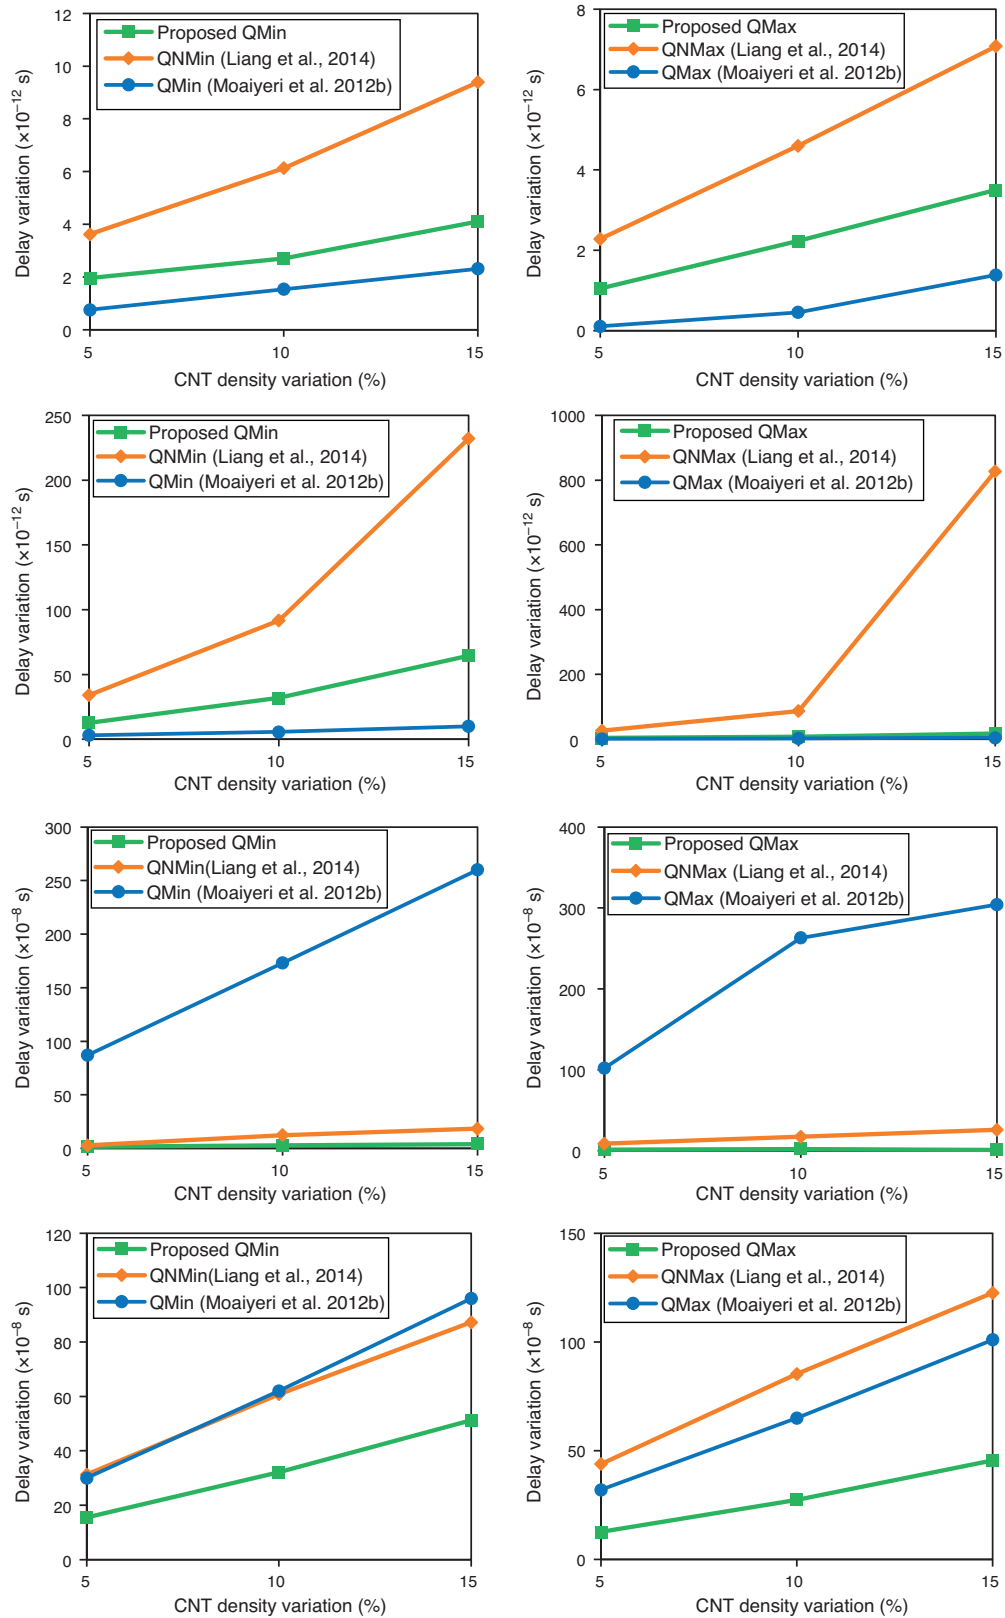 Proposed QMin
QNMin (Liang et al., 2014)
QMin (Moaiyeri et al. 2012b)
Delay variation (×10⁻¹² s)
12
10
8
6
4
2
0
5
10
15
CNT density variation (%)
Proposed QMax
QNMax (Liang et al., 2014)
QMax (Moaiyeri et al. 2012b)
Delay variation (×10⁻¹² s)
8
6
4
2
0
5
10
15
CNT density variation (%)
Proposed QMin
QNMin (Liang et al., 2014)
QMin (Moaiyeri et al. 2012b)
Delay variation (×10⁻¹² s)
250
200
150
100
50
0
5
10
15
CNT density variation (%)
Proposed QMax
QNMax (Liang et al., 2014)
QMax (Moaiyeri et al. 2012b)
Delay variation (×10⁻¹² s)
1000
800
600
400
200
0
5
10
15
CNT density variation (%)
Proposed QMin
QNMin(Liang et al., 2014)
QMin (Moaiyeri et al. 2012b)
Delay variation (×10⁻⁸ s)
300
250
200
150
100
50
0
5
10
15
CNT density variation (%)
Proposed QMax
QNMax (Liang et al., 2014)
QMax (Moaiyeri et al. 2012b)
Delay variation (×10⁻⁸ s)
400
300
200
100
0
5
10
15
CNT density variation (%)
Proposed QMin
QNMin(Liang et al., 2014)
QMin (Moaiyeri et al. 2012b)
Delay variation (×10⁻⁸ s)
120
100
80
60
40
20
0
5
10
15
CNT density variation (%)
Proposed QMax
QNMax (Liang et al., 2014)
QMax (Moaiyeri et al. 2012b)
Delay variation (×10⁻⁸ s)
150
100
50
0
5
10
15
CNT density variation (%)